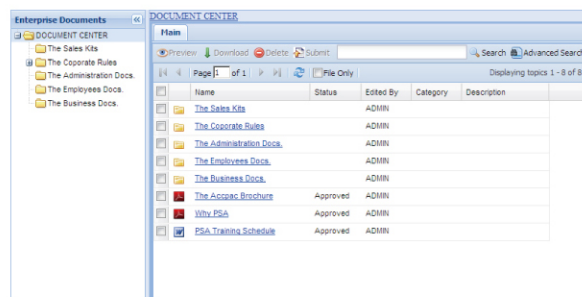 Enterprise Documents
DOCUMENT CENTER
The Sales Kits
The Coporate Rules
The Administration Docs.
The Employees Docs.
The Business Docs.
DOCUMENT CENTER
Main
Preview Download Delete Submit Search Advanced Search
Page 1 of 1 File Only Displaying topics 1 - 8 of 8
Name Status Edited By Category Description
The Sales Kits ADMIN
The Coporate Rules ADMIN
The Administration Docs. ADMIN
The Employees Docs. ADMIN
The Business Docs. ADMIN
The Accpac Brochure Approved ADMIN
Why PSA Approved ADMIN
PSA Training Schedule Approved ADMIN